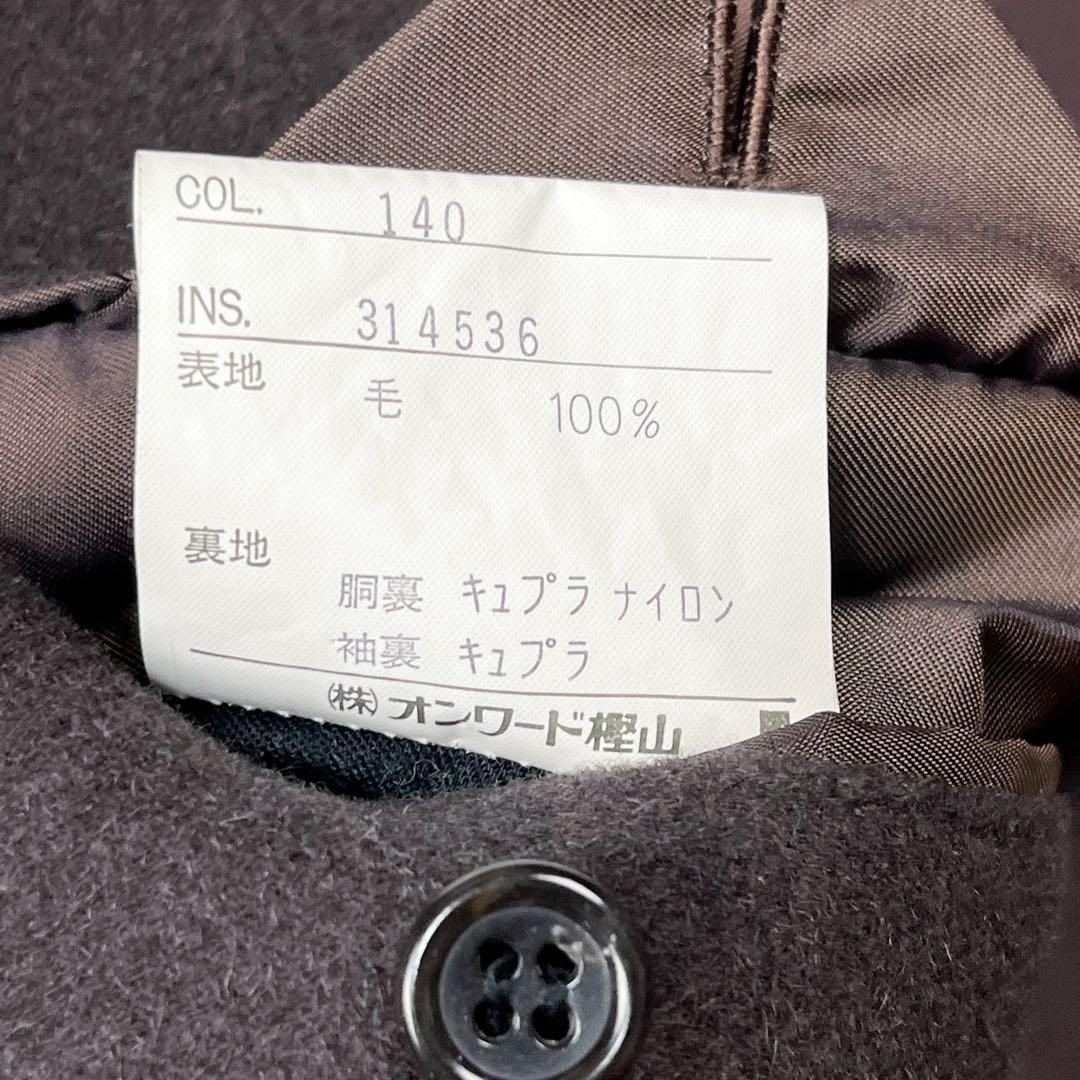 COL. 140
INS. 314536
表地 毛 100%
裏地
胴裏 キュプラ ナイロン
袖裏 キュプラ
㈱オンワード樫山